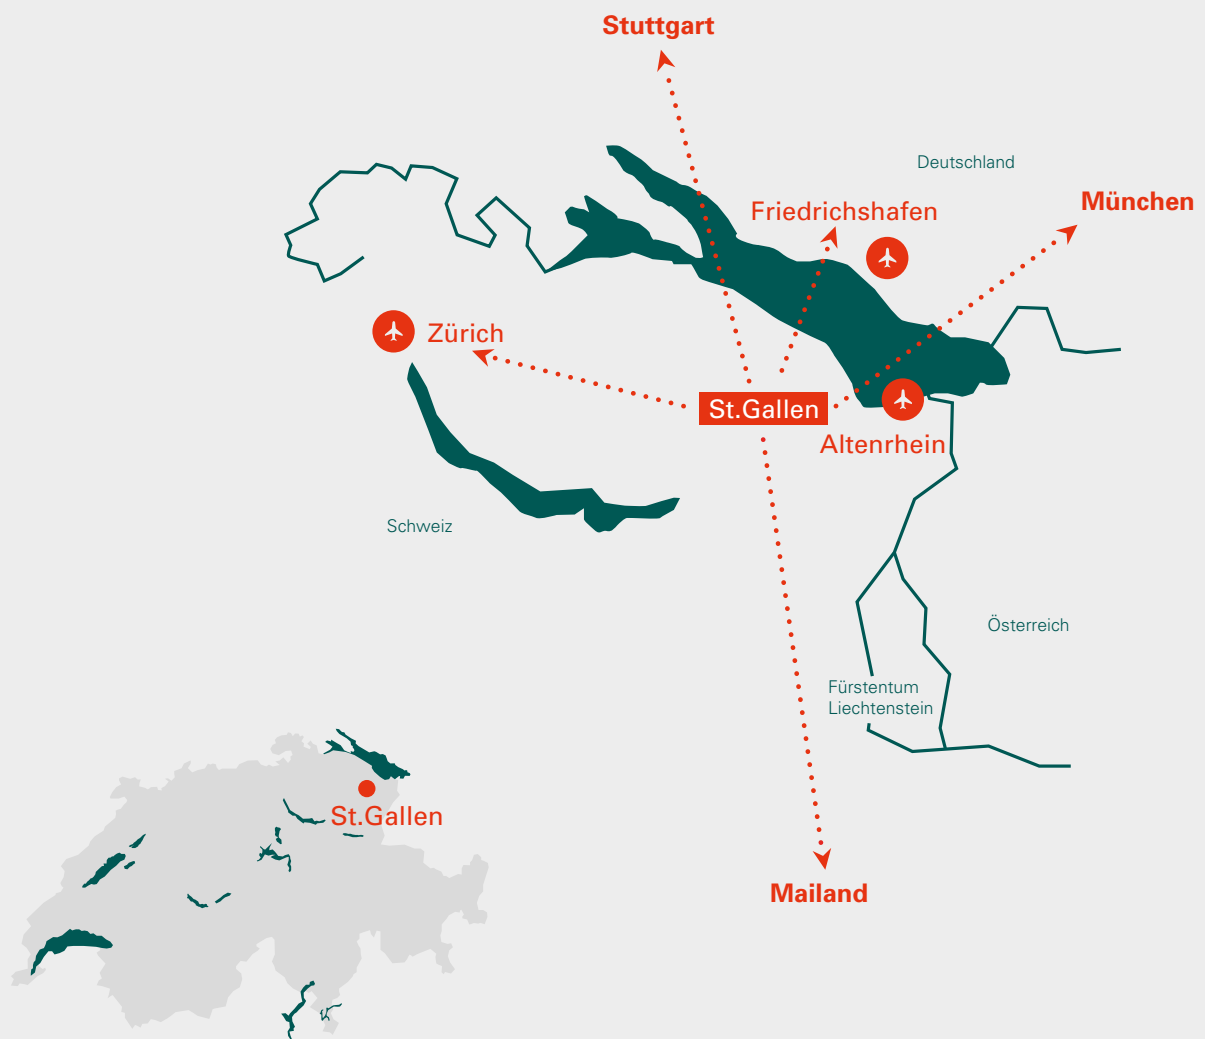 Stuttgart
Deutschland
München
Friedrichshafen
Zürich
St.Gallen
Altenrhein
Schweiz
Österreich
Fürstentum
Liechtenstein
St.Gallen
Mailand